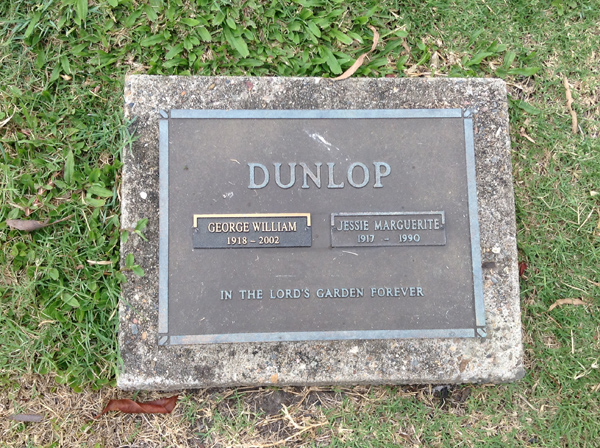 DUNLOP
GEORGE WILLIAM
1918 – 2002
JESSIE MARGUERITE
1917 – 1990
IN THE LORD'S GARDEN FOREVER